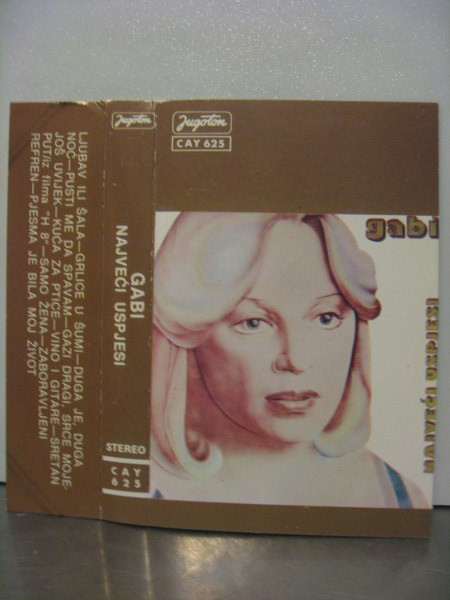 LJUBAV ILI ŠALA—GRLICE U ŠUMI—DUGA JE, DUGA
NOĆ—PUSTI ME DA SPAVAM—GAZI DRAGI, SRCE MOJE-
JOŠ UVIJEK—KUĆA ZA PTICE—VINO I GITARE—SRETAN
PUT/iz filma "H 8"—SAMO ŽENA—ZABORAVLJENI
REFREN—PJESMA JE BILA MOJ ŽIVOT
Jugoton
GABI
NAJVEĆI USPJESI
STEREO
CAY
625
Jugoton
CAY 625
gabi
NAJVEĆI USPJESI